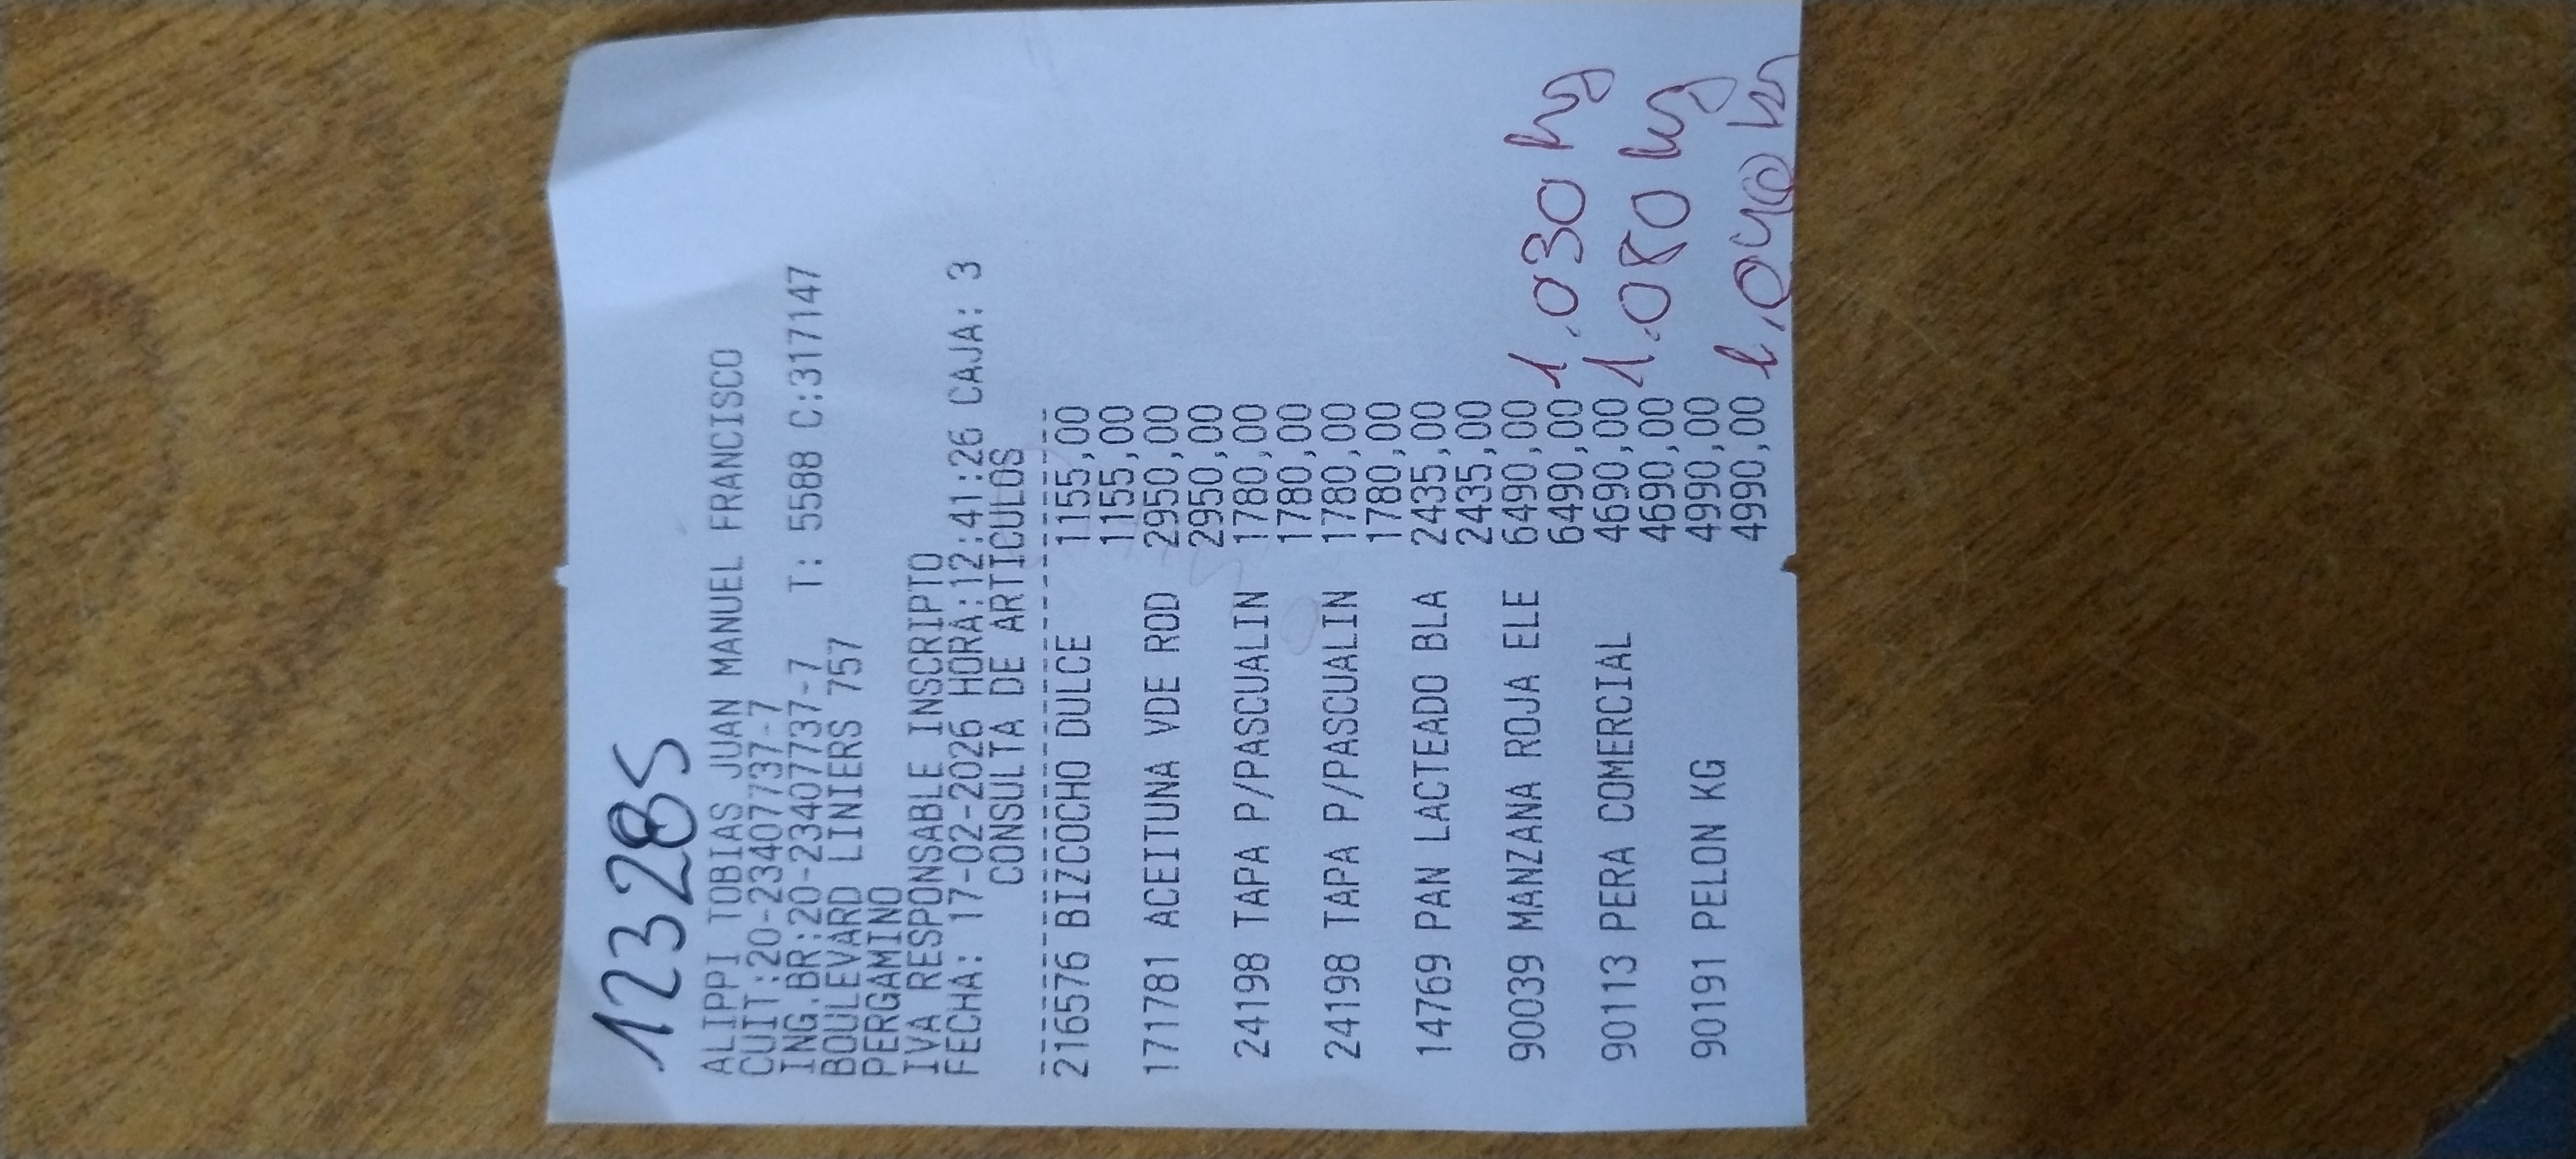 12328S
ALIPPI TOBIAS JUAN MANUEL FRANCISCO
CUIT:20-23407737-7
ING.BR:20-23407737-7 T: 5588 C:317147
BOULEVARD LINIERS 757
PERGAMINO
IVA RESPONSABLE INSCRIPTO
FECHA: 17-02-2026 HORA:12:41:26 CAJA: 3
CONSULTA DE ARTICULOS
216576 BIZCOCHO DULCE 1155,00
1155,00
171781 ACEITUNA VDE ROD 2950,00
2950,00
24198 TAPA P/PASCUALIN 1780,00
1780,00
24198 TAPA P/PASCUALIN 1780,00
1780,00
14769 PAN LACTEADO BLA 2435,00
2435,00
90039 MANZANA ROJA ELE 6490,00 1.030 kg
6490,00
90113 PERA COMERCIAL 4690,00 1.080 kg
4690,00
90191 PELON KG 4990,00
4990,00 1.040 kg